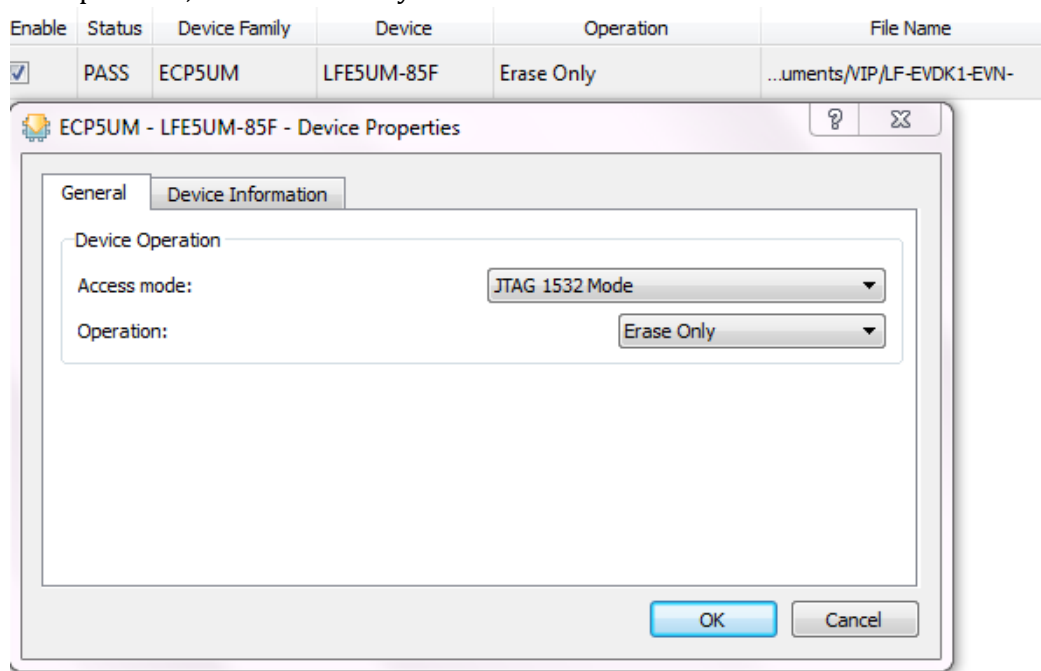 Enable Status Device Family Device Operation File Name
PASS ECP5UM LFE5UM-85F Erase Only ...uments/VIP/LF-EVDK1-EVN-
ECP5UM - LFE5UM-85F - Device Properties
General Device Information
Device Operation
Access mode: JTAG 1532 Mode
Operation: Erase Only
OK Cancel